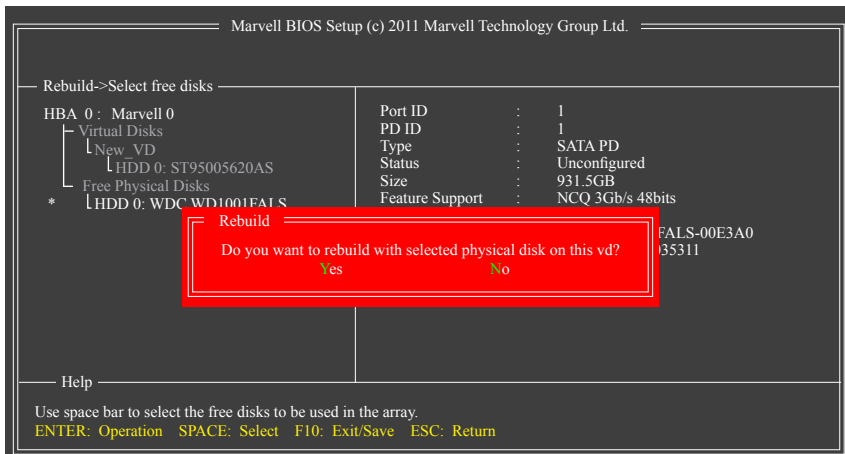 Marvell BIOS Setup (c) 2011 Marvell Technology Group Ltd.
Rebuild->Select free disks
HBA 0 : Marvell 0
Virtual Disks
New_VD
HDD 0: ST95005620AS
Free Physical Disks
* HDD 0: WDC WD1001FALS
Port ID : 1
PD ID : 1
Type : SATA PD
Status : Unconfigured
Size : 931.5GB
Feature Support : NCQ 3Gb/s 48bits
FALS-00E3A0
35311
Rebuild
Do you want to rebuild with selected physical disk on this vd?
Yes No
Help
Use space bar to select the free disks to be used in the array.
ENTER: Operation SPACE: Select F10: Exit/Save ESC: Return